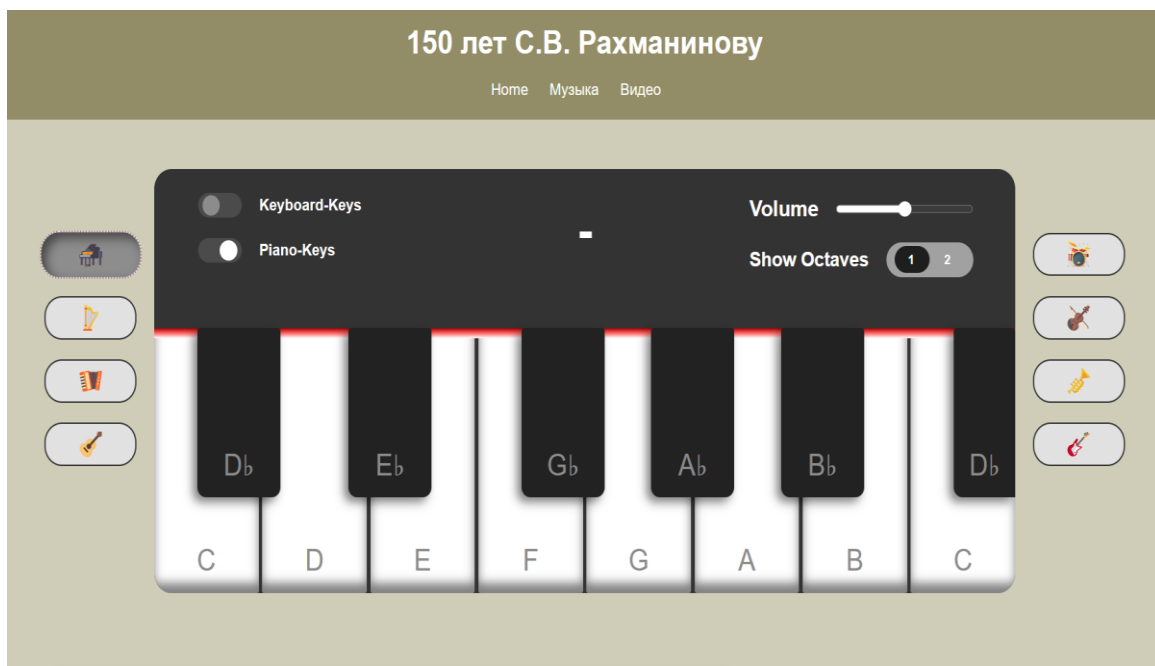 150 лет С.В. Рахманинову
Home Музыка Видео
Keyboard-Keys
Piano-Keys
-
Volume
Show Octaves 1 2
D♭ E♭ G♭ A♭ B♭ D♭
C D E F G A B C